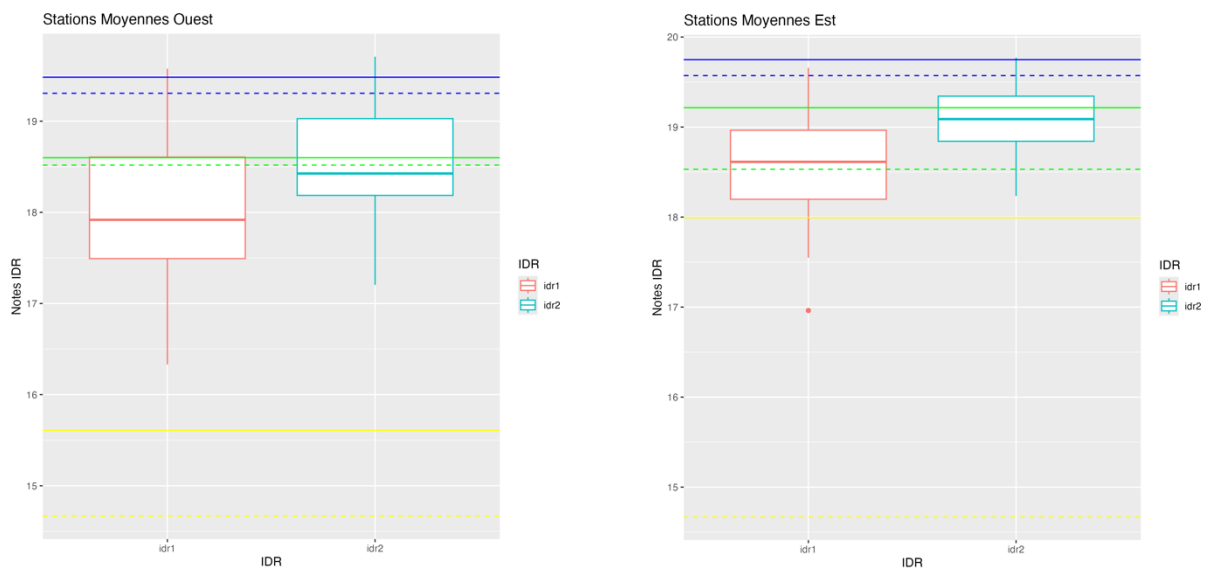 Stations Moyennes Ouest
19
18
17
16
15
Notes IDR
idr1
idr2
IDR
IDR
idr1
idr2
Stations Moyennes Est
20
19
18
17
16
15
Notes IDR
idr1
idr2
IDR
IDR
idr1
idr2